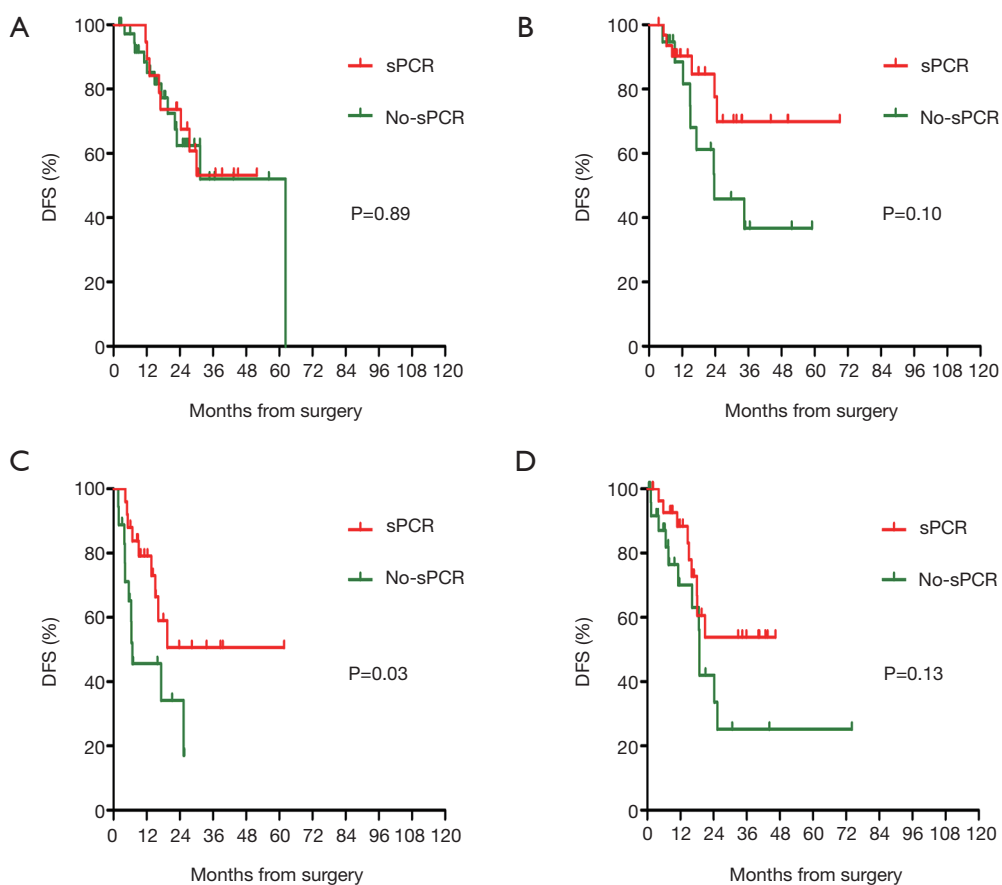 A
100
80
60
40
20
0
DFS (%)
sPCR
No-sPCR
P=0.89
0 12 24 36 48 60 72 84 96 108 120
Months from surgery
B
100
80
60
40
20
0
DFS (%)
sPCR
No-sPCR
P=0.10
0 12 24 36 48 60 72 84 96 108 120
Months from surgery
C
100
80
60
40
20
0
DFS (%)
sPCR
No-sPCR
P=0.03
0 12 24 36 48 60 72 84 96 108 120
Months from surgery
D
100
80
60
40
20
0
DFS (%)
sPCR
No-sPCR
P=0.13
0 12 24 36 48 60 72 84 96 108 120
Months from surgery